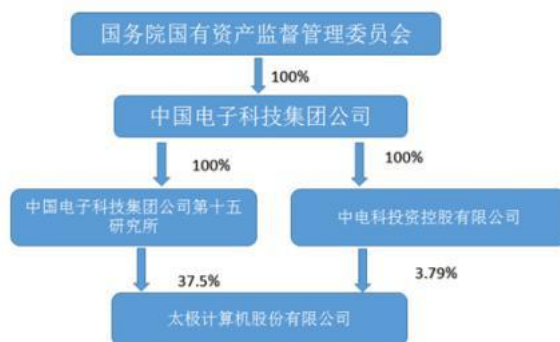 国务院国有资产监督管理委员会
100%
中国电子科技集团公司
100%
100%
中国电子科技集团公司第十五
研究所
中电科投资控股有限公司
37.5%
3.79%
太极计算机股份有限公司